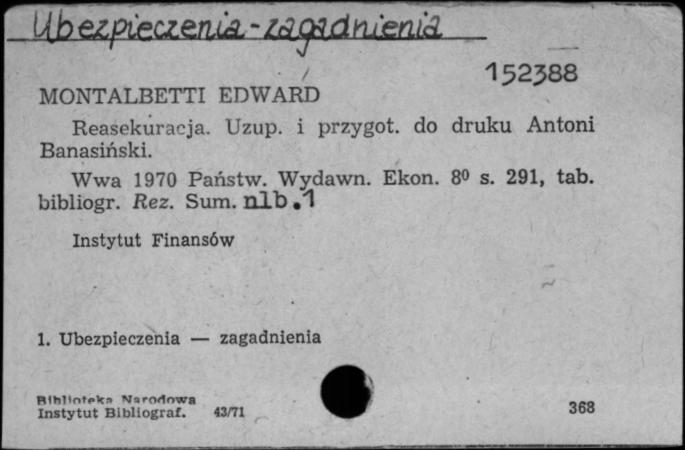 Ubezpieczenia - zagadnienia
152388
MONTALBETTI EDWARD
Reasekuracja. Uzup. i przygot. do druku Antoni
Banasiński.
Wwa 1970 Państw. Wydawn. Ekon. 8⁰ s. 291, tab.
bibliogr. Rez. Sum. nlb.1
Instytut Finansów
1. Ubezpieczenia — zagadnienia
Biblioteka Narodowa
Instytut Bibliograf. 43/71
368